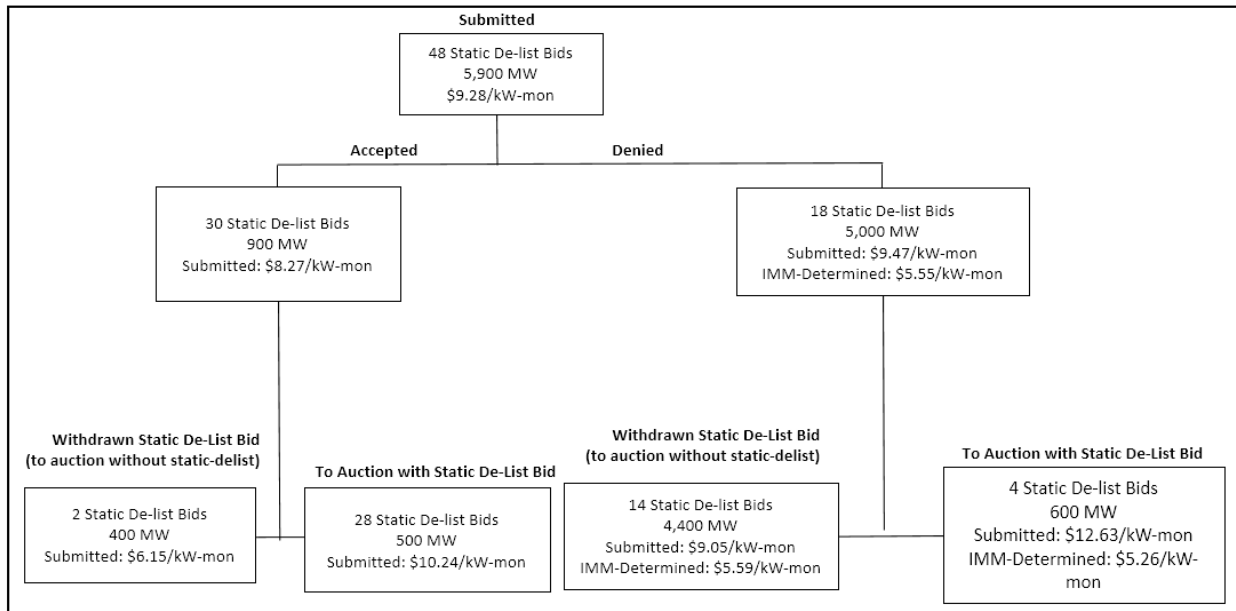 Submitted
48 Static De-list Bids
5,900 MW
$9.28/kW-mon
Accepted
Denied
30 Static De-list Bids
900 MW
Submitted: $8.27/kW-mon
18 Static De-list Bids
5,000 MW
Submitted: $9.47/kW-mon
IMM-Determined: $5.55/kW-mon
Withdrawn Static De-List Bid
(to auction without static-delist)
2 Static De-list Bids
400 MW
Submitted: $6.15/kW-mon
To Auction with Static De-List Bid
28 Static De-list Bids
500 MW
Submitted: $10.24/kW-mon
Withdrawn Static De-List Bid
(to auction without static-delist)
14 Static De-list Bids
4,400 MW
Submitted: $9.05/kW-mon
IMM-Determined: $5.59/kW-mon
To Auction with Static De-List Bid
4 Static De-list Bids
600 MW
Submitted: $12.63/kW-mon
IMM-Determined: $5.26/kW-
mon